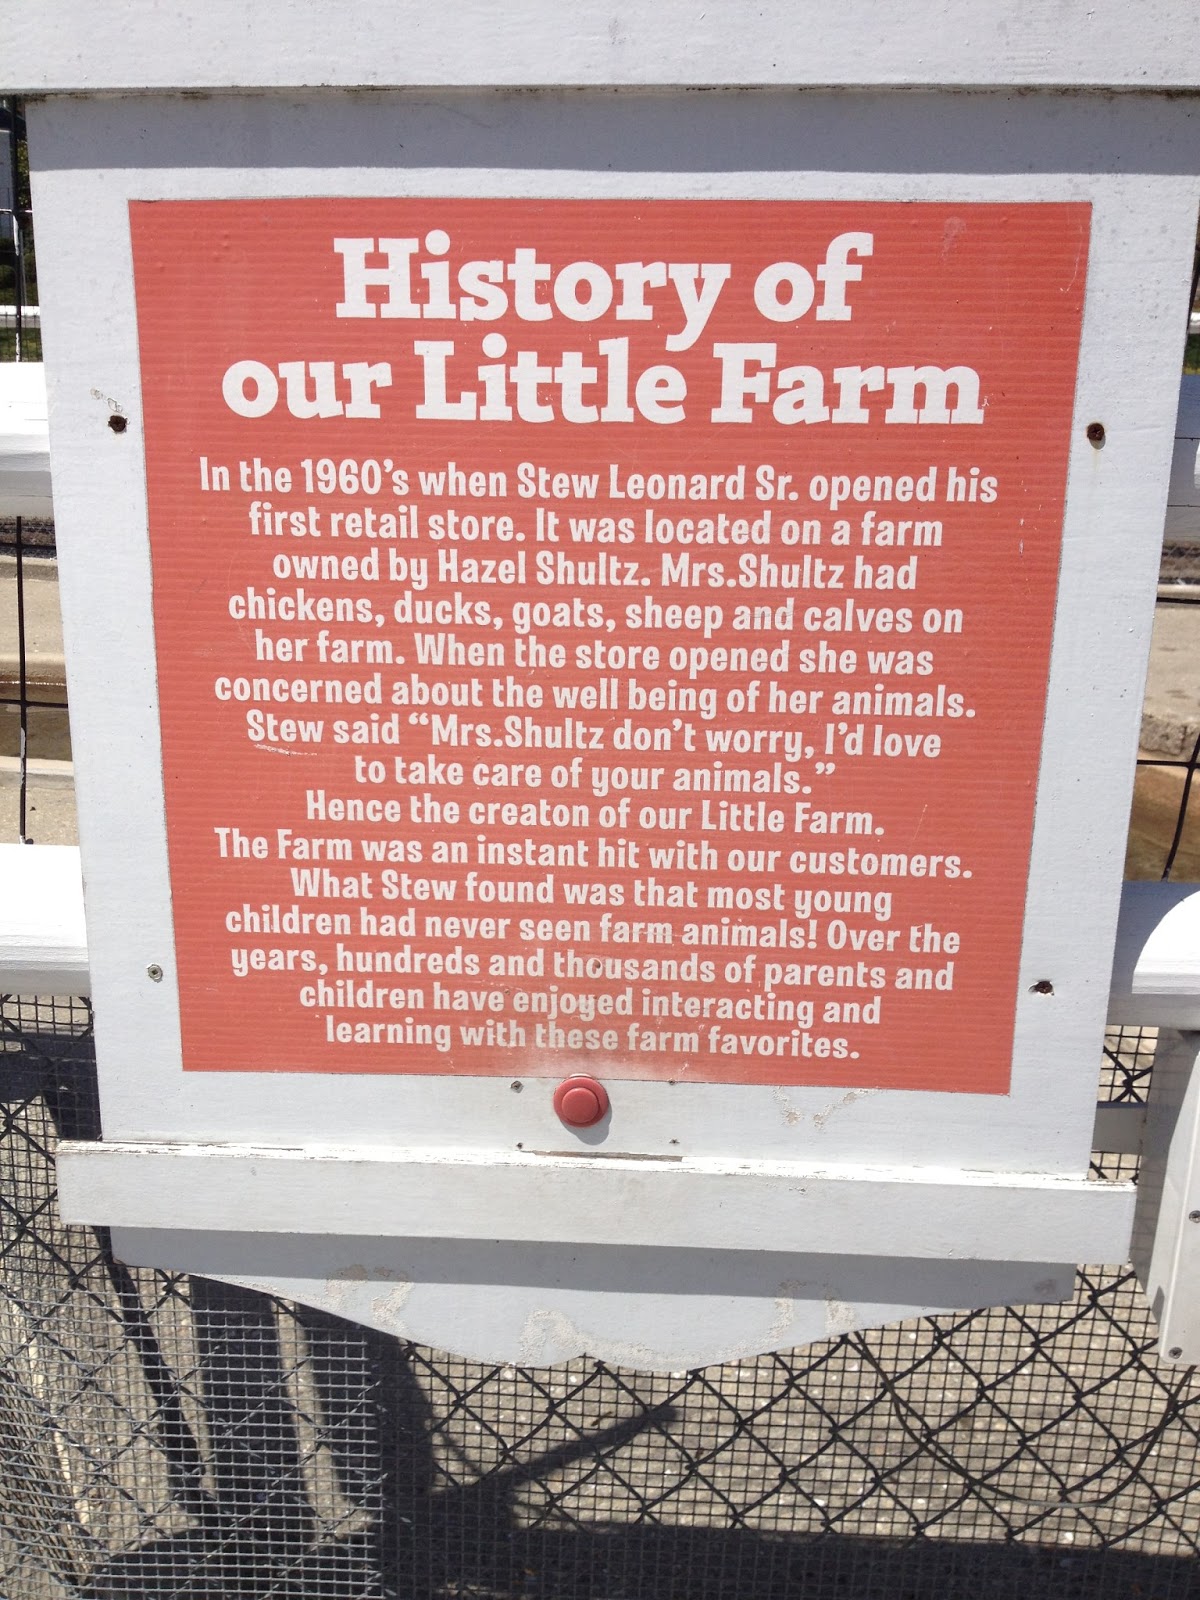 History of
our Little Farm
In the 1960's when Stew Leonard Sr. opened his
first retail store. It was located on a farm
owned by Hazel Shultz. Mrs.Shultz had
chickens, ducks, goats, sheep and calves on
her farm. When the store opened she was
concerned about the well being of her animals.
Stew said “Mrs.Shultz don't worry, I'd love
to take care of your animals.”
Hence the creaton of our Little Farm.
The Farm was an instant hit with our customers.
What Stew found was that most young
children had never seen farm animals! Over the
years, hundreds and thousands of parents and
children have enjoyed interacting and
learning with these farm favorites.